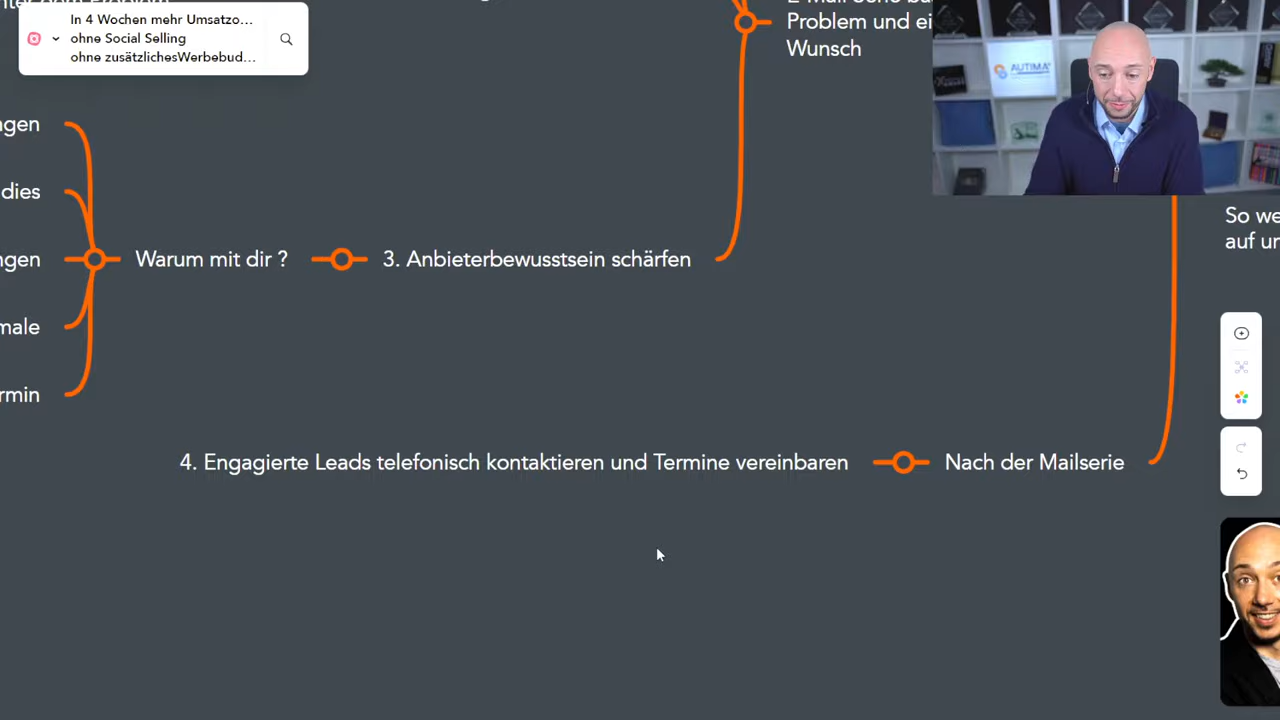 In 4 Wochen mehr Umsatzo…
ohne Social Selling
ohne zusätzlichesWerbebud…
Problem und ei
Wunsch
AUTIMA
So we
auf ur
ngen
dies
ngen
Warum mit dir ?
3. Anbieterbewusstsein schärfen
male
rmin
4. Engagierte Leads telefonisch kontaktieren und Termine vereinbaren
Nach der Mailserie